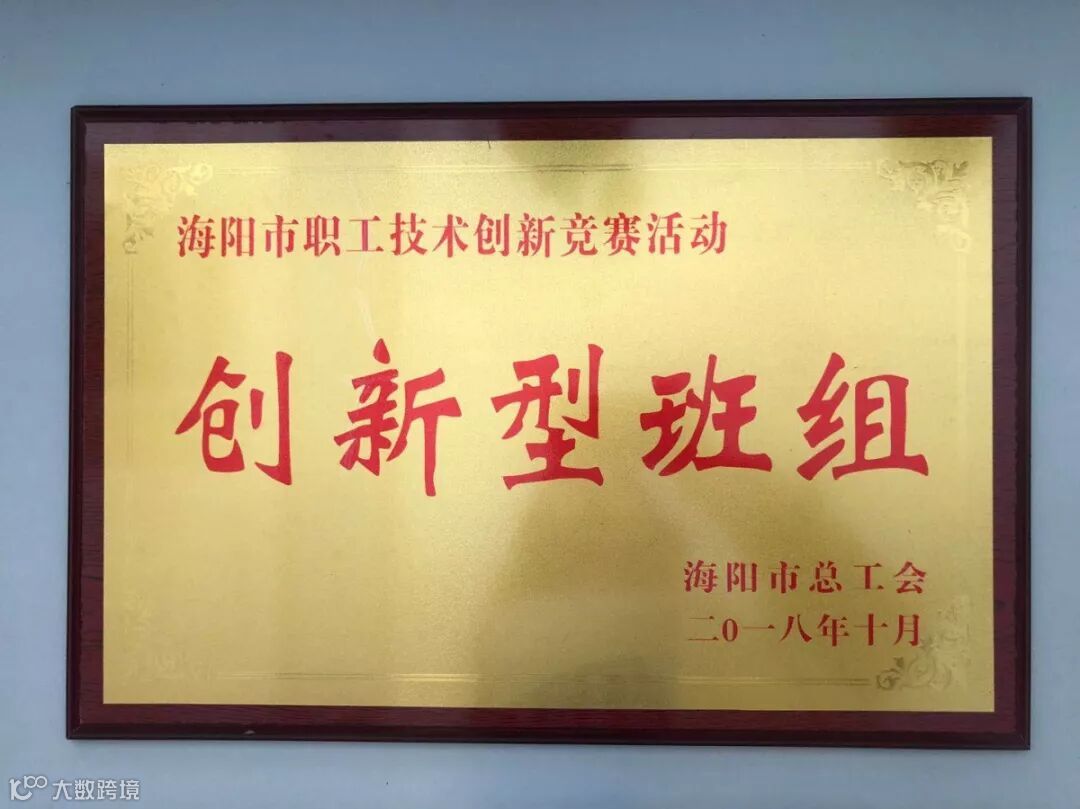 海阳市职工技术创新竞赛活动
创新型班组
海阳市总工会
二0一八年十月
大数跨境